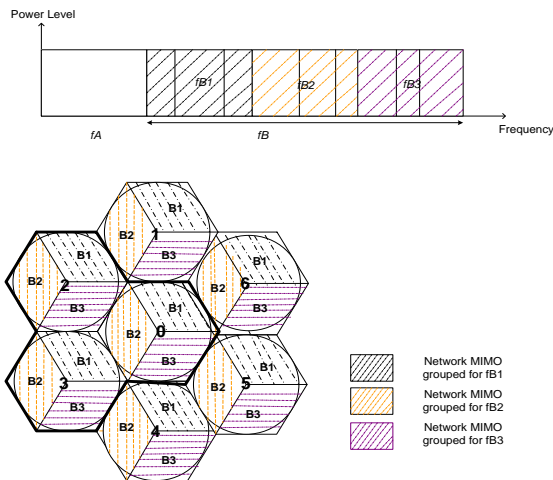 Power Level
fB1
fB2
fB3
fA
fB
Frequency
B1
B2
1
B3
B1
B2
2
B3
B1
B2
6
B3
B1
B2
0
B3
B1
B2
3
B3
B1
B2
5
B3
B1
B2
4
B3
Network MIMO
grouped for fB1
Network MIMO
grouped for fB2
Network MIMO
grouped for fB3